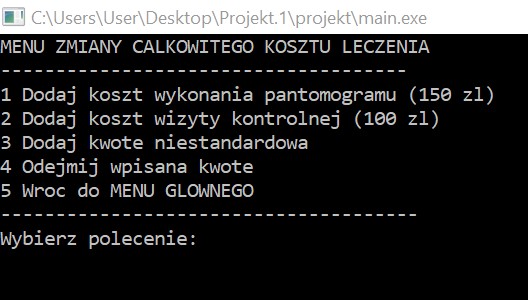 C:\Users\User\Desktop\Projekt.1\projekt\main.exe
MENU ZMIANY CALKOWITEGO KOSZTU LECZENIA
-------------------------------------
1 Dodaj koszt wykonania pantomogramu (150 zl)
2 Dodaj koszt wizyty kontrolnej (100 zl)
3 Dodaj kwote niestandardowa
4 Odejmij wpisana kwote
5 Wroc do MENU GLOWNEGO
--------------------------------------
Wybierz polecenie: